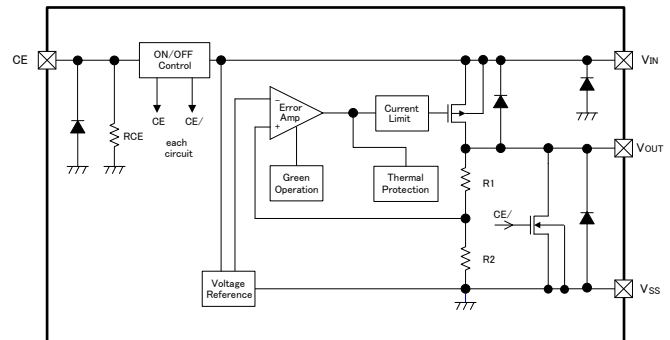 CE
ON/OFF
Control
VIN
RCE
CE
CE/
each
circuit
−
Error
Amp
+
Current
Limit
Green
Operation
Thermal
Protection
VOUT
R1
CE/
R2
Voltage
Reference
VSS